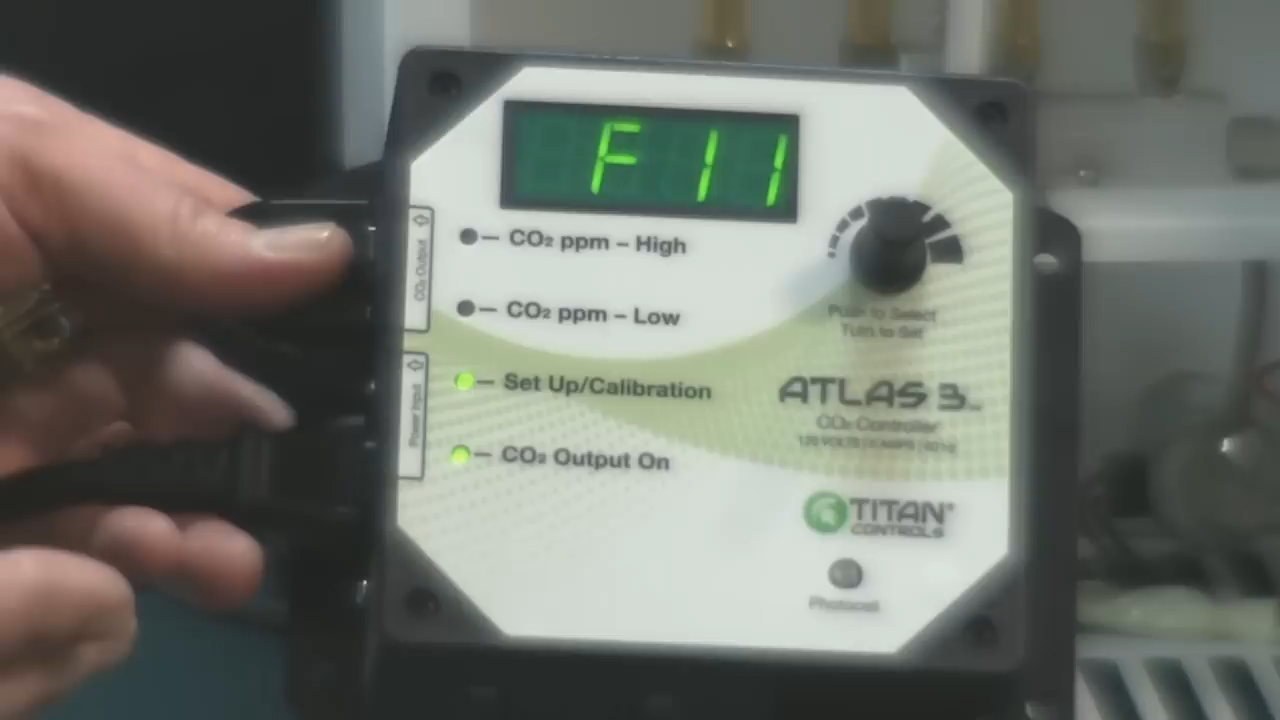 F 11
CO2 ppm – High
CO2 Output
CO2 ppm – Low
Push to Select
Turn to Set
Set Up/Calibration
Power Input
ATLAS 3
CO2 Controller
CO2 Output On
TITAN®
CONTROLS
Photocell